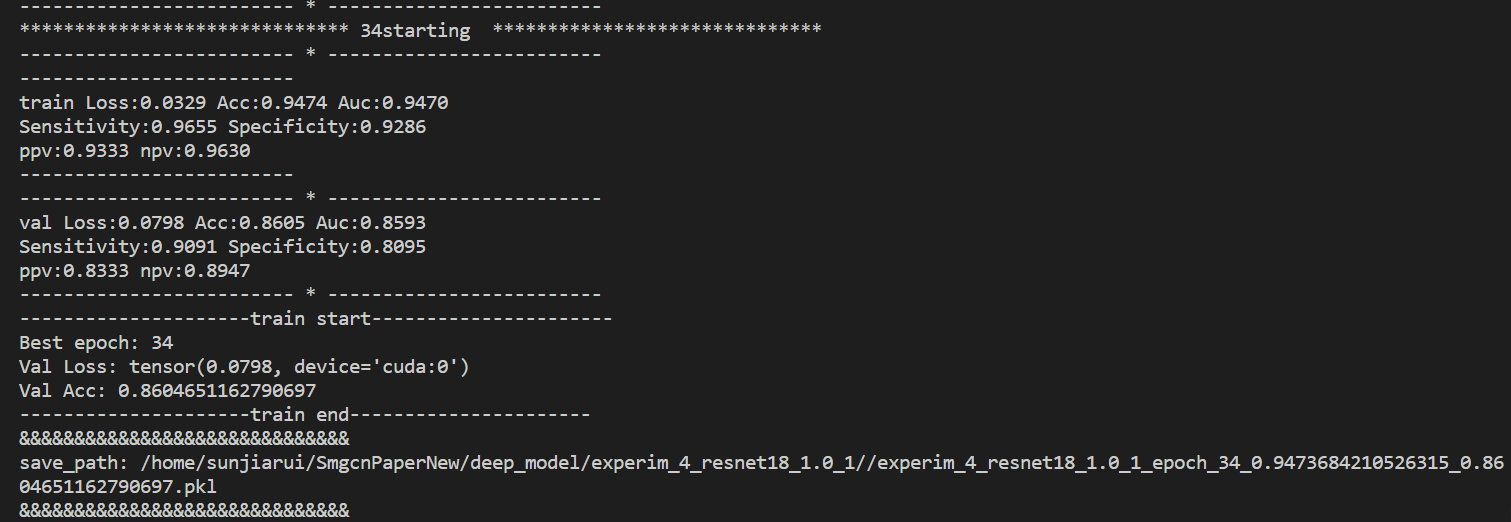 ------------------------- * -------------------------
****************************** 34starting  ******************************
------------------------- * -------------------------
-------------------------
train Loss:0.0329 Acc:0.9474 Auc:0.9470
Sensitivity:0.9655 Specificity:0.9286
ppv:0.9333 npv:0.9630
-------------------------
------------------------- * -------------------------
val Loss:0.0798 Acc:0.8605 Auc:0.8593
Sensitivity:0.9091 Specificity:0.8095
ppv:0.8333 npv:0.8947
------------------------- * -------------------------
---------------------train start----------------------
Best epoch: 34
Val Loss: tensor(0.0798, device='cuda:0')
Val Acc: 0.8604651162790697
---------------------train end----------------------
&&&&&&&&&&&&&&&&&&&&&&&&&&&&&&
save_path: /home/sunjiarui/SmgcnPaperNew/deep_model/experim_4_resnet18_1.0_1//experim_4_resnet18_1.0_1_epoch_34_0.9473684210526315_0.86
04651162790697.pkl
&&&&&&&&&&&&&&&&&&&&&&&&&&&&&&